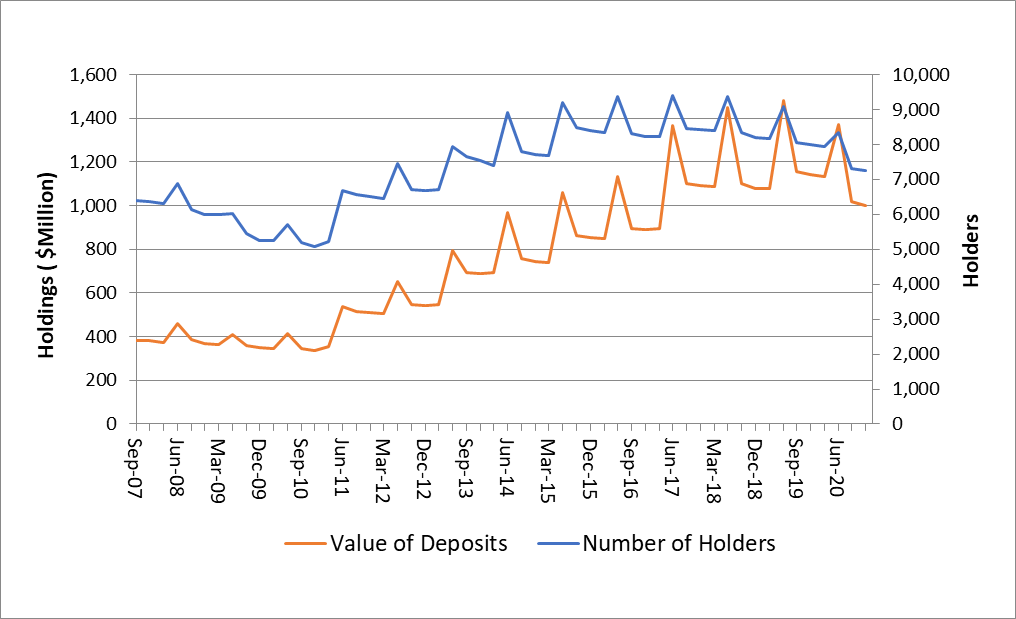 1,600
1,400
1,200
1,000
800
600
400
200
0
Holdings ( $Million)
10,000
9,000
8,000
7,000
6,000
5,000
4,000
3,000
2,000
1,000
0
Holders
Sep-07
Jun-08
Mar-09
Dec-09
Sep-10
Jun-11
Mar-12
Dec-12
Sep-13
Jun-14
Mar-15
Dec-15
Sep-16
Jun-17
Mar-18
Dec-18
Sep-19
Jun-20
Value of Deposits
Number of Holders